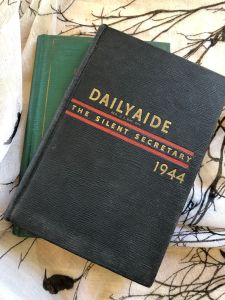 DAILYAIDE
THE SILENT SECRETARY
1944